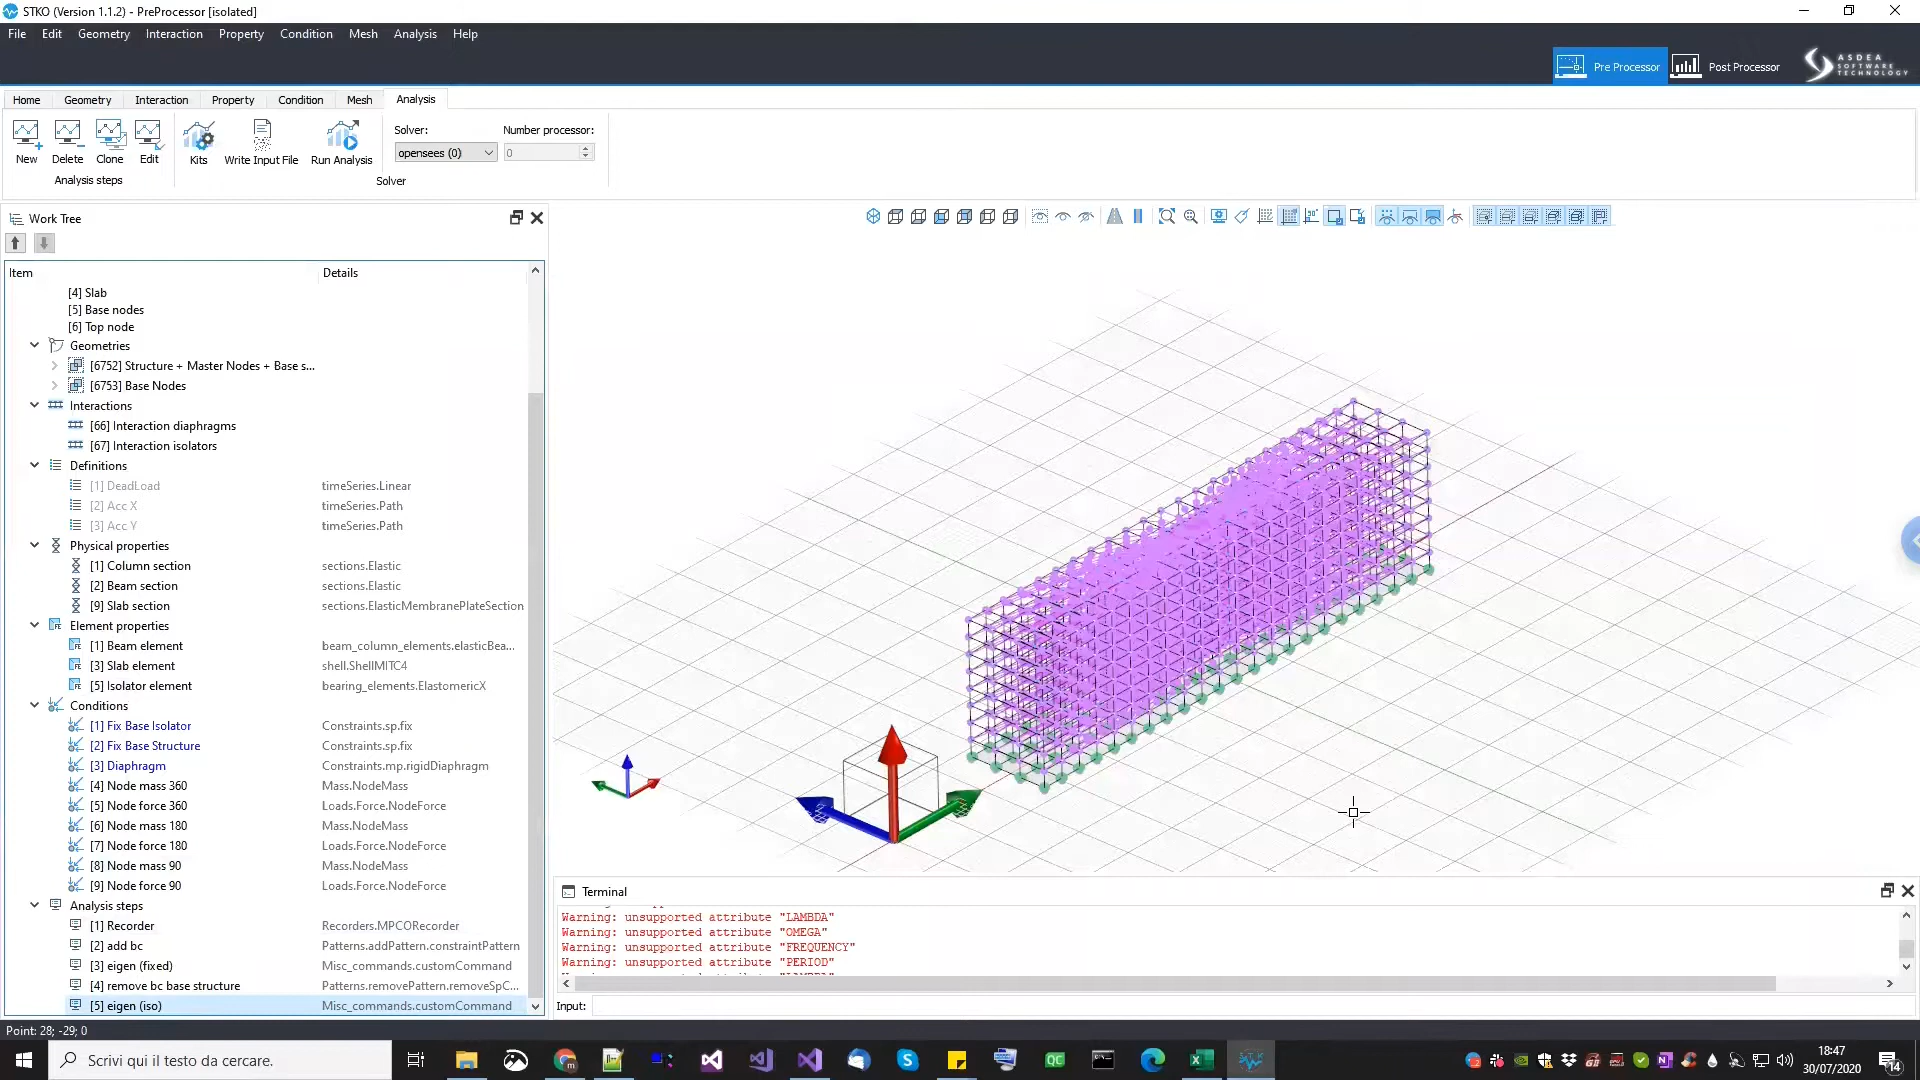 STKO (Version 1.1.2) - PreProcessor [isolated]
File Edit Geometry Interaction Property Condition Mesh Analysis Help
Pre Processor Post Processor ASDEA SOFTWARE TECHNOLOGY
Home Geometry Interaction Property Condition Mesh Analysis
Solver: Number processor:
opensees (0) 0
New Delete Clone Edit Kits Write Input File Run Analysis
Analysis steps Solver
Work Tree
Item Details
[4] Slab
[5] Base nodes
[6] Top node
Geometries
[6752] Structure + Master Nodes + Base s...
[6753] Base Nodes
Interactions
[66] Interaction diaphragms
[67] Interaction isolators
Definitions
[1] DeadLoad timeSeries.Linear
[2] Acc X timeSeries.Path
[3] Acc Y timeSeries.Path
Physical properties
[1] Column section sections.Elastic
[2] Beam section sections.Elastic
[9] Slab section sections.ElasticMembranePlateSection
Element properties
[1] Beam element beam_column_elements.elasticBea...
[3] Slab element shell.ShellMITC4
[5] Isolator element bearing_elements.ElastomericX
Conditions
[1] Fix Base Isolator Constraints.sp.fix
[2] Fix Base Structure Constraints.sp.fix
[3] Diaphragm Constraints.mp.rigidDiaphragm
[4] Node mass 360 Mass.NodeMass
[5] Node force 360 Loads.Force.NodeForce
[6] Node mass 180 Mass.NodeMass
[7] Node force 180 Loads.Force.NodeForce
[8] Node mass 90 Mass.NodeMass
[9] Node force 90 Loads.Force.NodeForce
Analysis steps
[1] Recorder Recorders.MPCORecorder
[2] add bc Patterns.addPattern.constraintPattern
[3] eigen (fixed) Misc_commands.customCommand
[4] remove bc base structure Patterns.removePattern.removeSpC...
[5] eigen (iso) Misc_commands.customCommand
Terminal
Warning: unsupported attribute "LAMBDA"
Warning: unsupported attribute "OMEGA"
Warning: unsupported attribute "FREQUENCY"
Warning: unsupported attribute "PERIOD"
Input:
Point: 28; -29; 0
Scrivi qui il testo da cercare.
18:47
30/07/2020
14